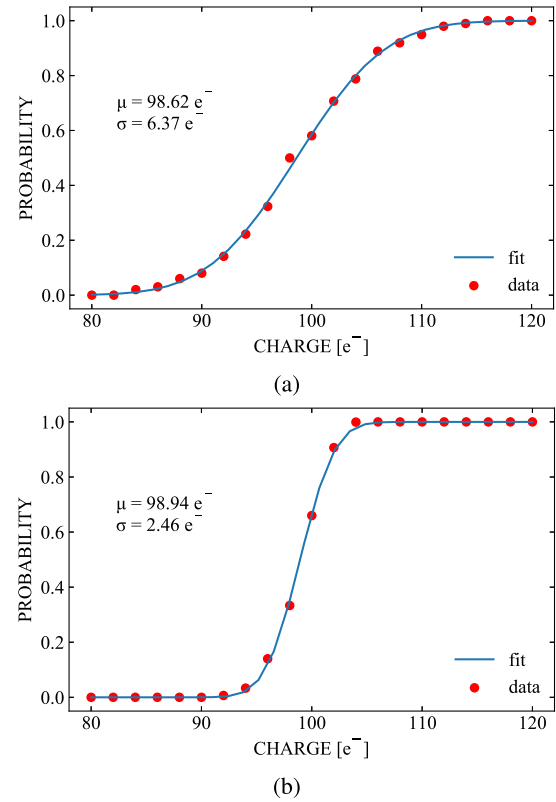 1.0
0.8
0.6
0.4
0.2
0.0
PROBABILITY
μ = 98.62 e⁻
σ = 6.37 e⁻
fit
data
80 90 100 110 120
CHARGE [e⁻]
(a)
1.0
0.8
0.6
0.4
0.2
0.0
PROBABILITY
μ = 98.94 e⁻
σ = 2.46 e⁻
fit
data
80 90 100 110 120
CHARGE [e⁻]
(b)